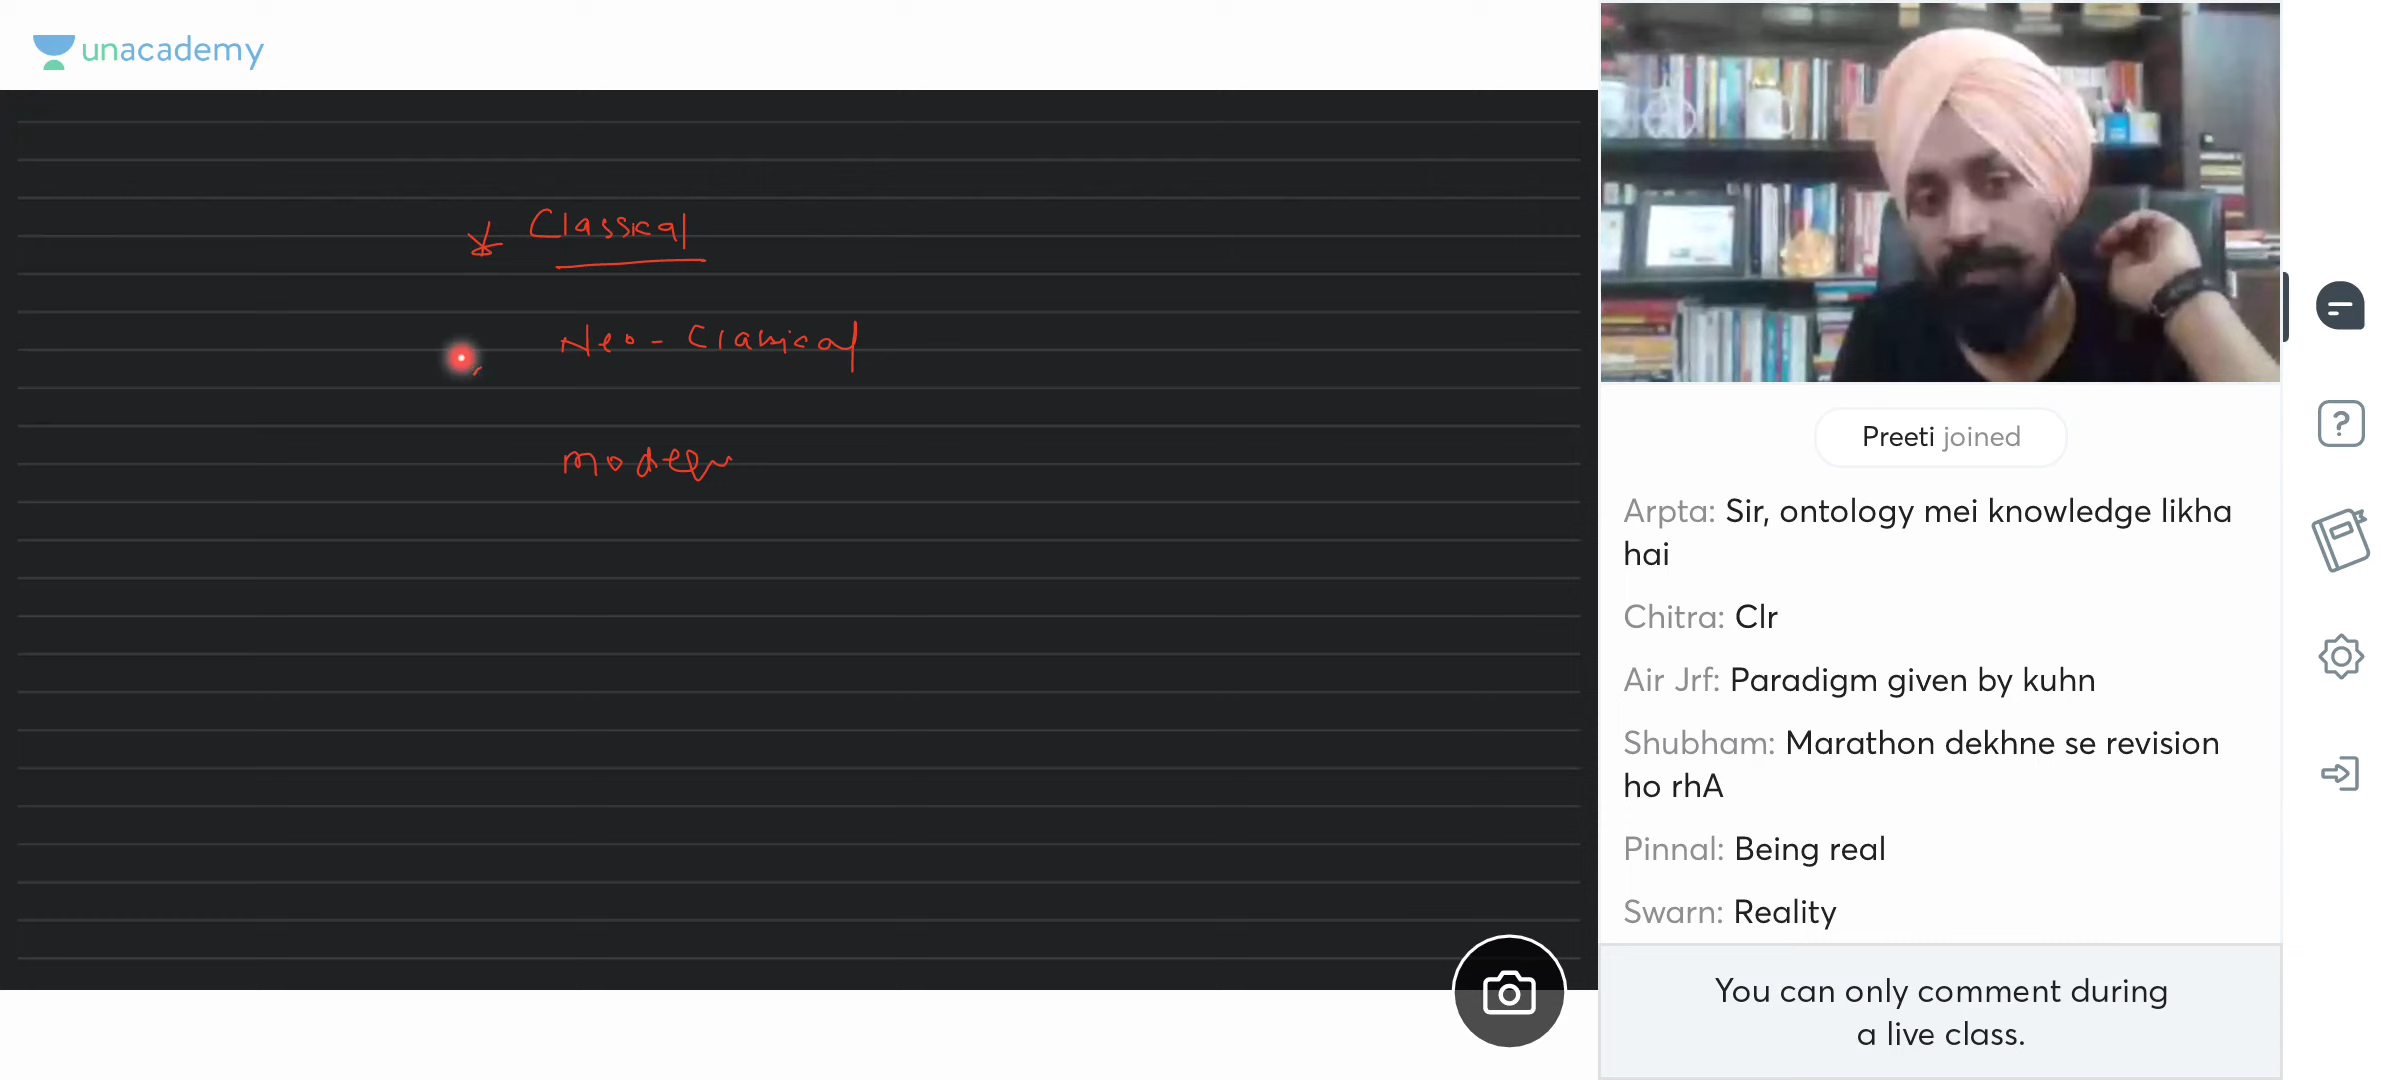 unacademy
Classical
Neo - Classical
modern
Preeti joined
Arpta: Sir, ontology mei knowledge likha
hai
Chitra: Clr
Air Jrf: Paradigm given by kuhn
Shubham: Marathon dekhne se revision
ho rhA
Pinnal: Being real
Swarn: Reality
You can only comment during
a live class.
?